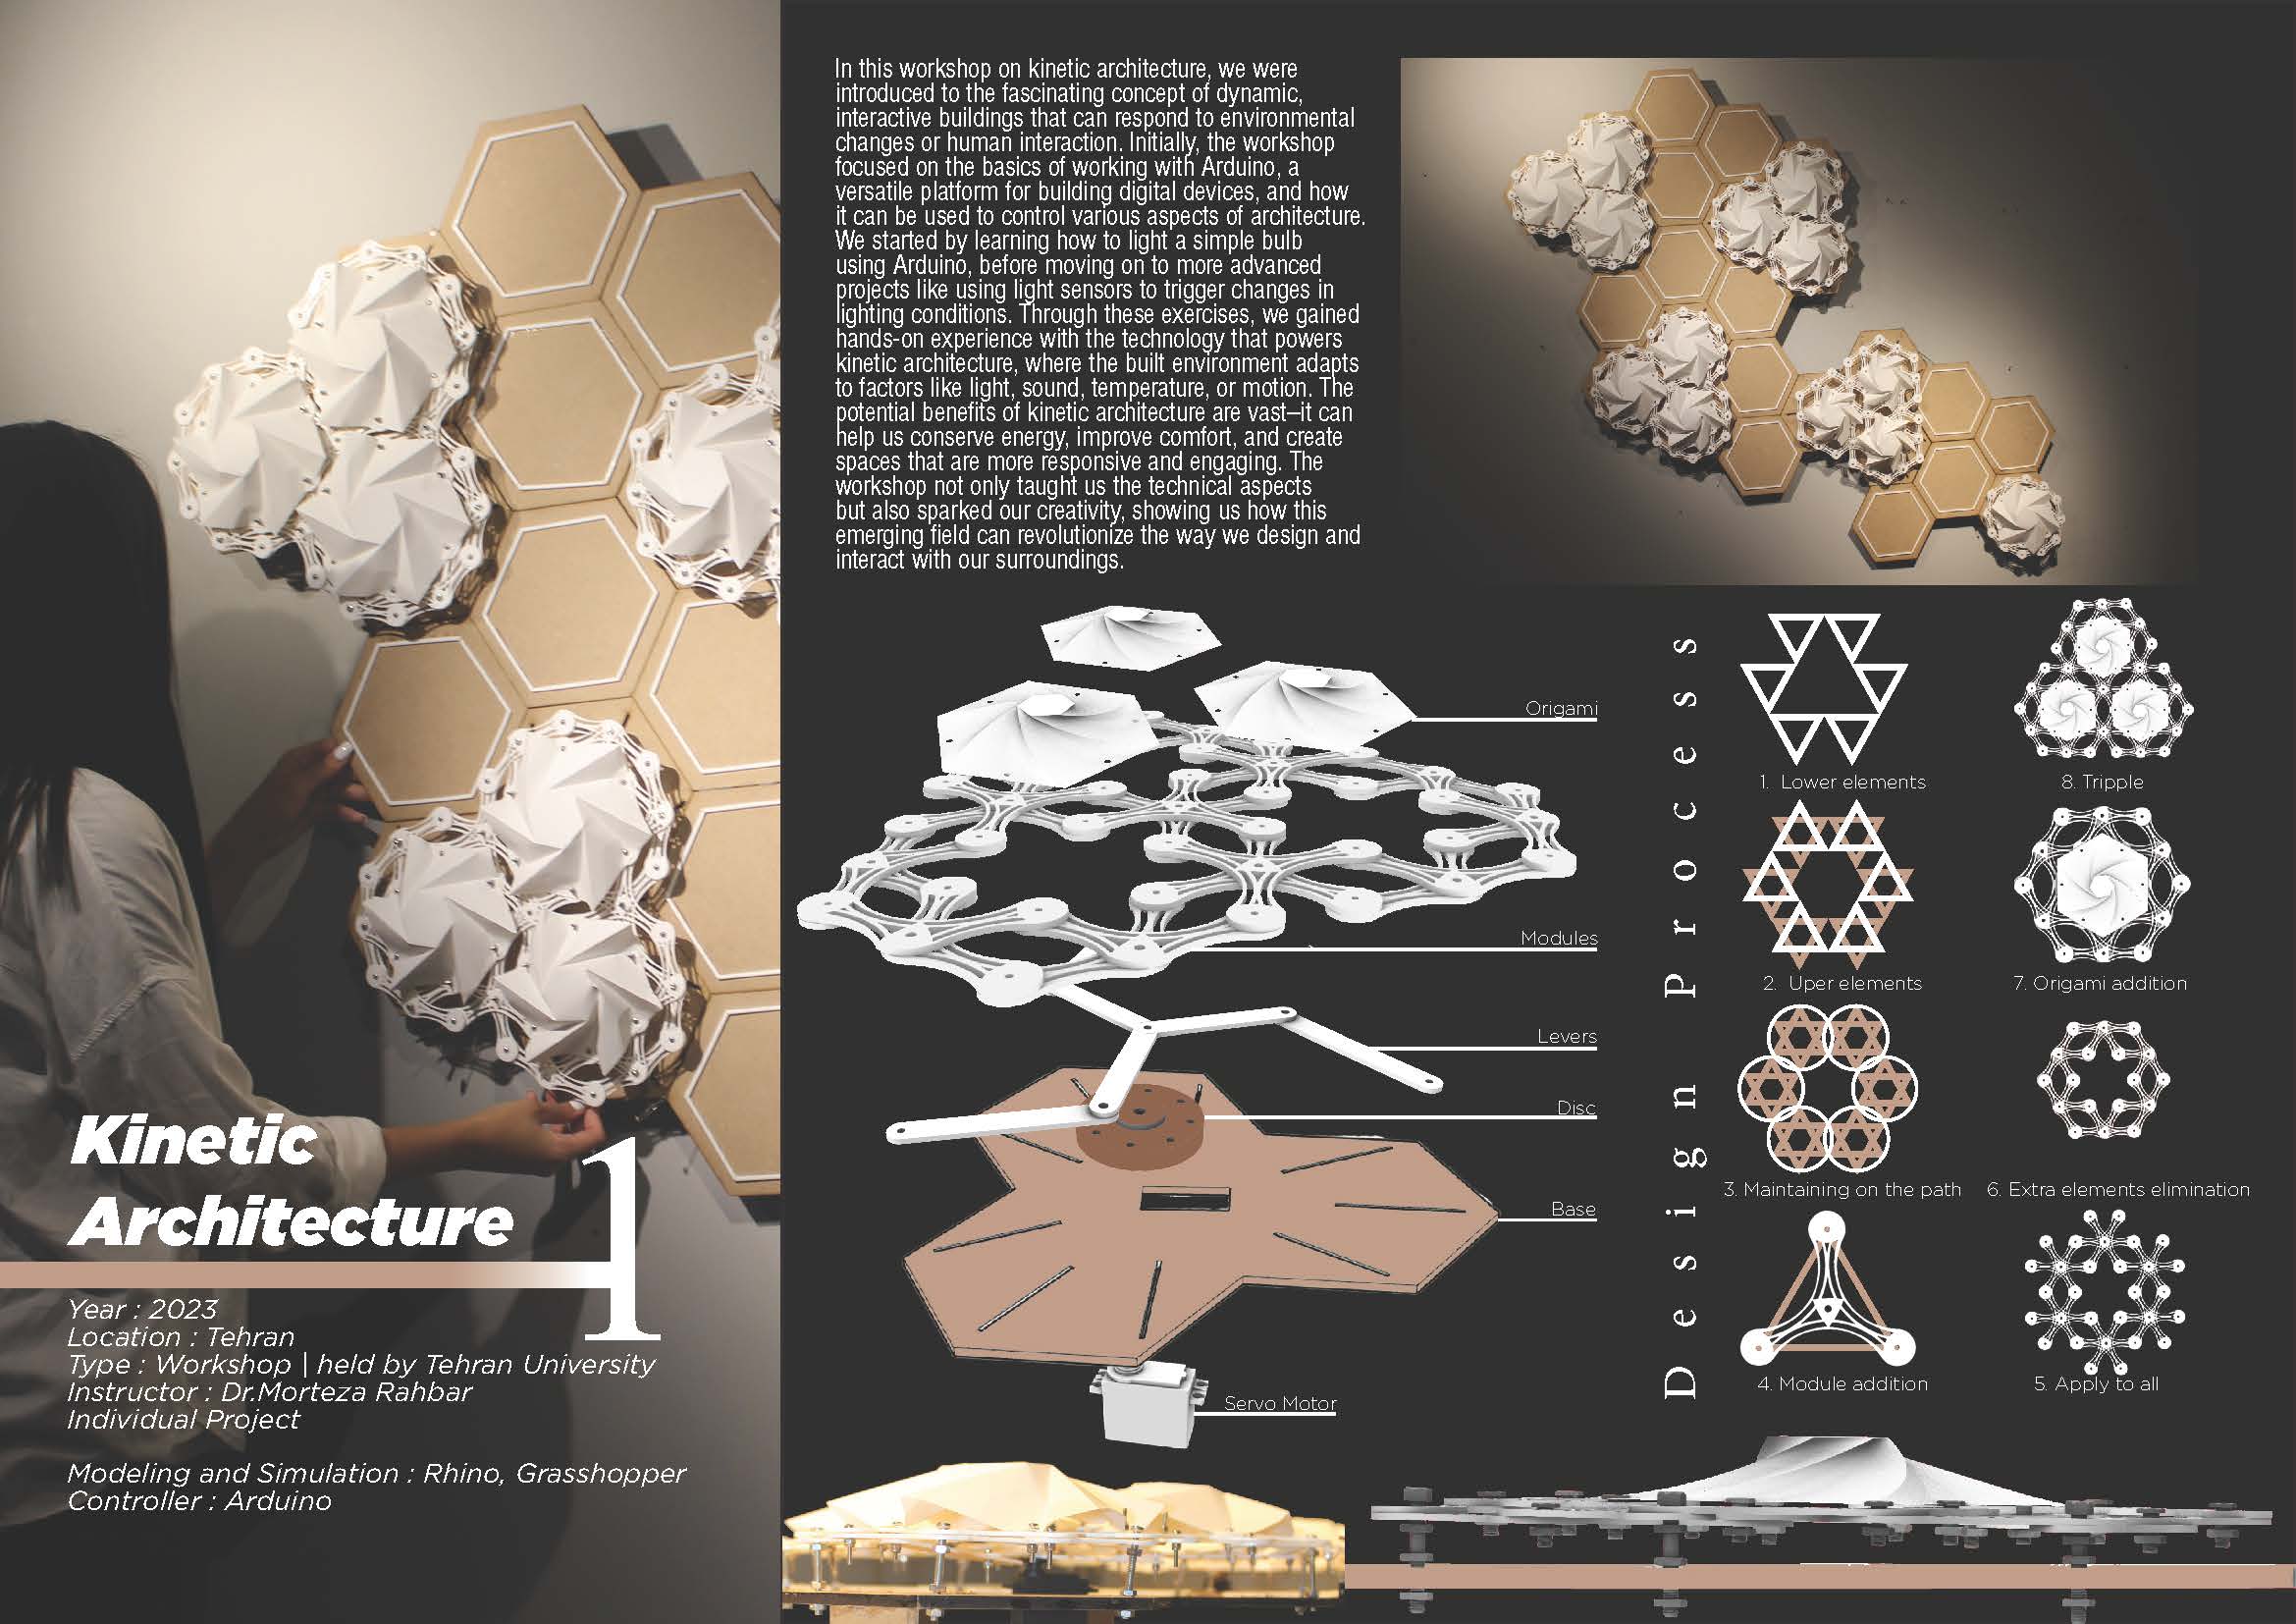 Kinetic
Architecture
1
Year : 2023
Location : Tehran
Type : Workshop | held by Tehran University
Instructor : Dr.Morteza Rahbar
Individual Project
Modeling and Simulation : Rhino, Grasshopper
Controller : Arduino
In this workshop on kinetic architecture, we were
introduced to the fascinating concept of dynamic,
interactive buildings that can respond to environmental
changes or human interaction. Initially, the workshop
focused on the basics of working with Arduino, a
versatile platform for building digital devices, and how
it can be used to control various aspects of architecture.
We started by learning how to light a simple bulb
using Arduino, before moving on to more advanced
projects like using light sensors to trigger changes in
lighting conditions. Through these exercises, we gained
hands-on experience with the technology that powers
kinetic architecture, where the built environment adapts
to factors like light, sound, temperature, or motion. The
potential benefits of kinetic architecture are vast—it can
help us conserve energy, improve comfort, and create
spaces that are more responsive and engaging. The
workshop not only taught us the technical aspects
but also sparked our creativity, showing us how this
emerging field can revolutionize the way we design and
interact with our surroundings.
Origami
Modules
Levers
Disc
Base
Servo Motor
Design Process
1. Lower elements
2. Uper elements
3. Maintaining on the path
4. Module addition
5. Apply to all
6. Extra elements elimination
7. Origami addition
8. Tripple